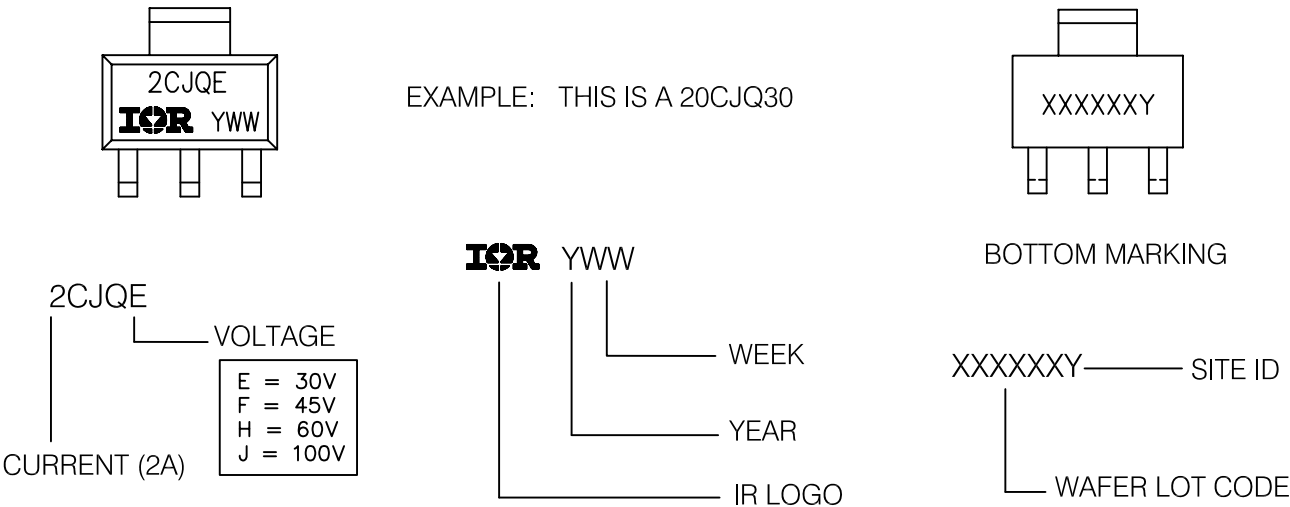 2CJQE
IOR YWW
EXAMPLE: THIS IS A 20CJQ30
XXXXXXY
BOTTOM MARKING
2CJQE
VOLTAGE
E = 30V
F = 45V
H = 60V
J = 100V
CURRENT (2A)
IOR YWW
WEEK
YEAR
IR LOGO
XXXXXXY
SITE ID
WAFER LOT CODE